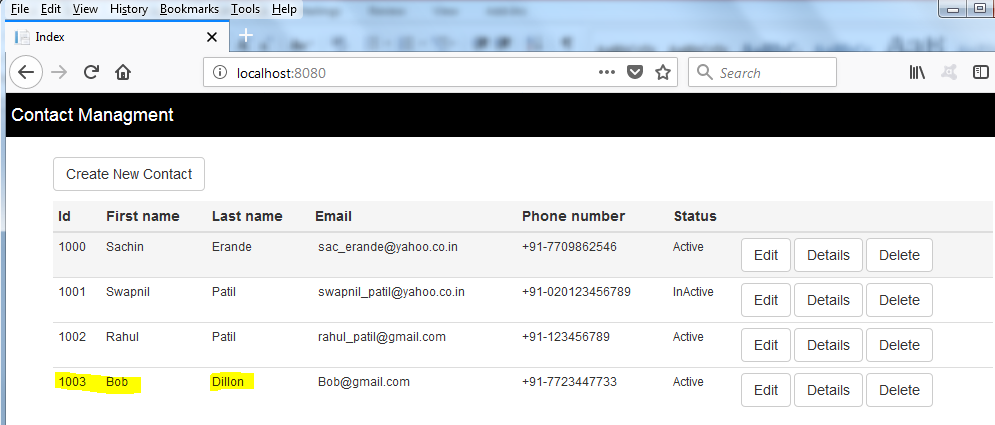 File Edit View History Bookmarks Tools Help
Index
localhost:8080
Search
Contact Managment
Create New Contact
Id First name Last name Email Phone number Status
1000 Sachin Erande sac_erande@yahoo.co.in +91-7709862546 Active Edit Details Delete
1001 Swapnil Patil swapnil_patil@yahoo.co.in +91-020123456789 InActive Edit Details Delete
1002 Rahul Patil rahul_patil@gmail.com +91-123456789 Active Edit Details Delete
1003 Bob Dillon Bob@gmail.com +91-7723447733 Active Edit Details Delete